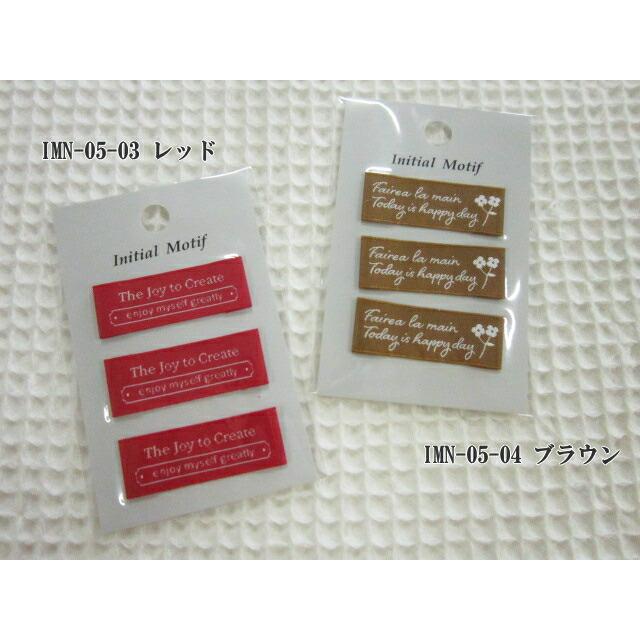 IMN-05-03 レッド
Initial Motif
The Joy to Create
enjoy myself greatly
The Joy to Create
enjoy myself greatly
The Joy to Create
enjoy myself greatly
Initial Motif
Fairea la main
Today is happy day
Fairea la main
Today is happy day
Fairea la main
Today is happy day
IMN-05-04 ブラウン